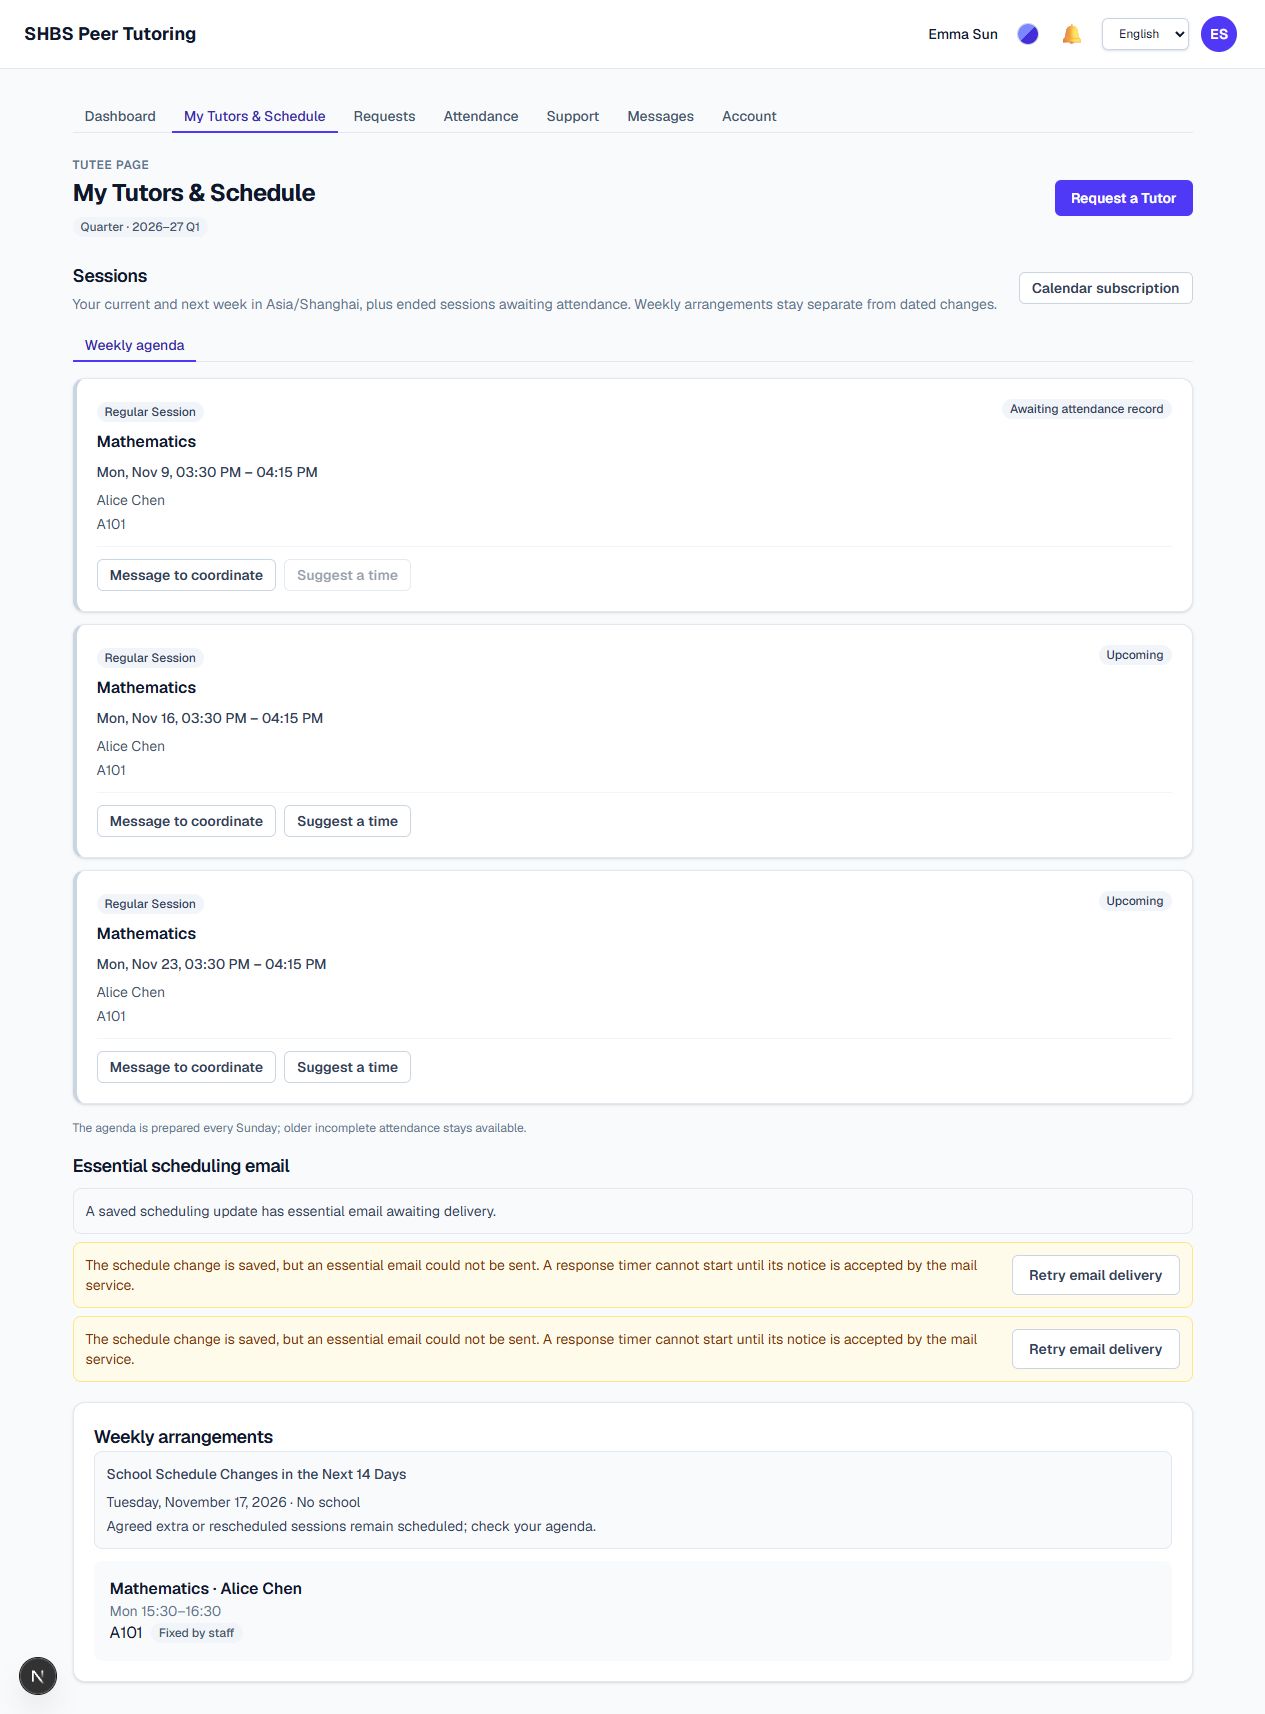 SHBS Peer Tutoring
Emma Sun
English
ES
Dashboard
My Tutors & Schedule
Requests
Attendance
Support
Messages
Account
TUTEE PAGE
My Tutors & Schedule
Request a Tutor
Quarter · 2026–27 Q1
Sessions
Your current and next week in Asia/Shanghai, plus ended sessions awaiting attendance. Weekly arrangements stay separate from dated changes.
Calendar subscription
Weekly agenda
Regular Session
Awaiting attendance record
Mathematics
Mon, Nov 9, 03:30 PM – 04:15 PM
Alice Chen
A101
Message to coordinate
Suggest a time
Regular Session
Upcoming
Mathematics
Mon, Nov 16, 03:30 PM – 04:15 PM
Alice Chen
A101
Message to coordinate
Suggest a time
Regular Session
Upcoming
Mathematics
Mon, Nov 23, 03:30 PM – 04:15 PM
Alice Chen
A101
Message to coordinate
Suggest a time
The agenda is prepared every Sunday; older incomplete attendance stays available.
Essential scheduling email
A saved scheduling update has essential email awaiting delivery.
The schedule change is saved, but an essential email could not be sent. A response timer cannot start until its notice is accepted by the mail
service.
Retry email delivery
The schedule change is saved, but an essential email could not be sent. A response timer cannot start until its notice is accepted by the mail
service.
Retry email delivery
Weekly arrangements
School Schedule Changes in the Next 14 Days
Tuesday, November 17, 2026 · No school
Agreed extra or rescheduled sessions remain scheduled; check your agenda.
Mathematics · Alice Chen
Mon 15:30–16:30
A101
Fixed by staff
N